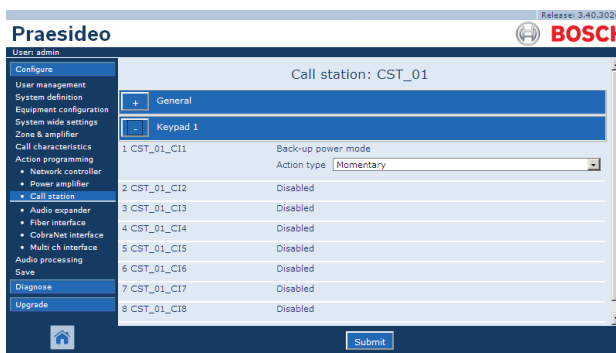 Release: 3.40.302
Praesideo
BOSCH
User: admin
Configure
User management
System definition
Equipment configuration
System wide settings
Zone & amplifier
Call characteristics
Action programming
• Network controller
• Power amplifier
• Call station
• Audio expander
• Fiber interface
• CobraNet interface
• Multi ch interface
Audio processing
Save
Diagnose
Upgrade
Call station: CST_01
+ General
- Keypad 1
1 CST_01_CI1 Back-up power mode
Action type Momentary
2 CST_01_CI2 Disabled
3 CST_01_CI3 Disabled
4 CST_01_CI4 Disabled
5 CST_01_CI5 Disabled
6 CST_01_CI6 Disabled
7 CST_01_CI7 Disabled
8 CST_01_CI8 Disabled
Submit